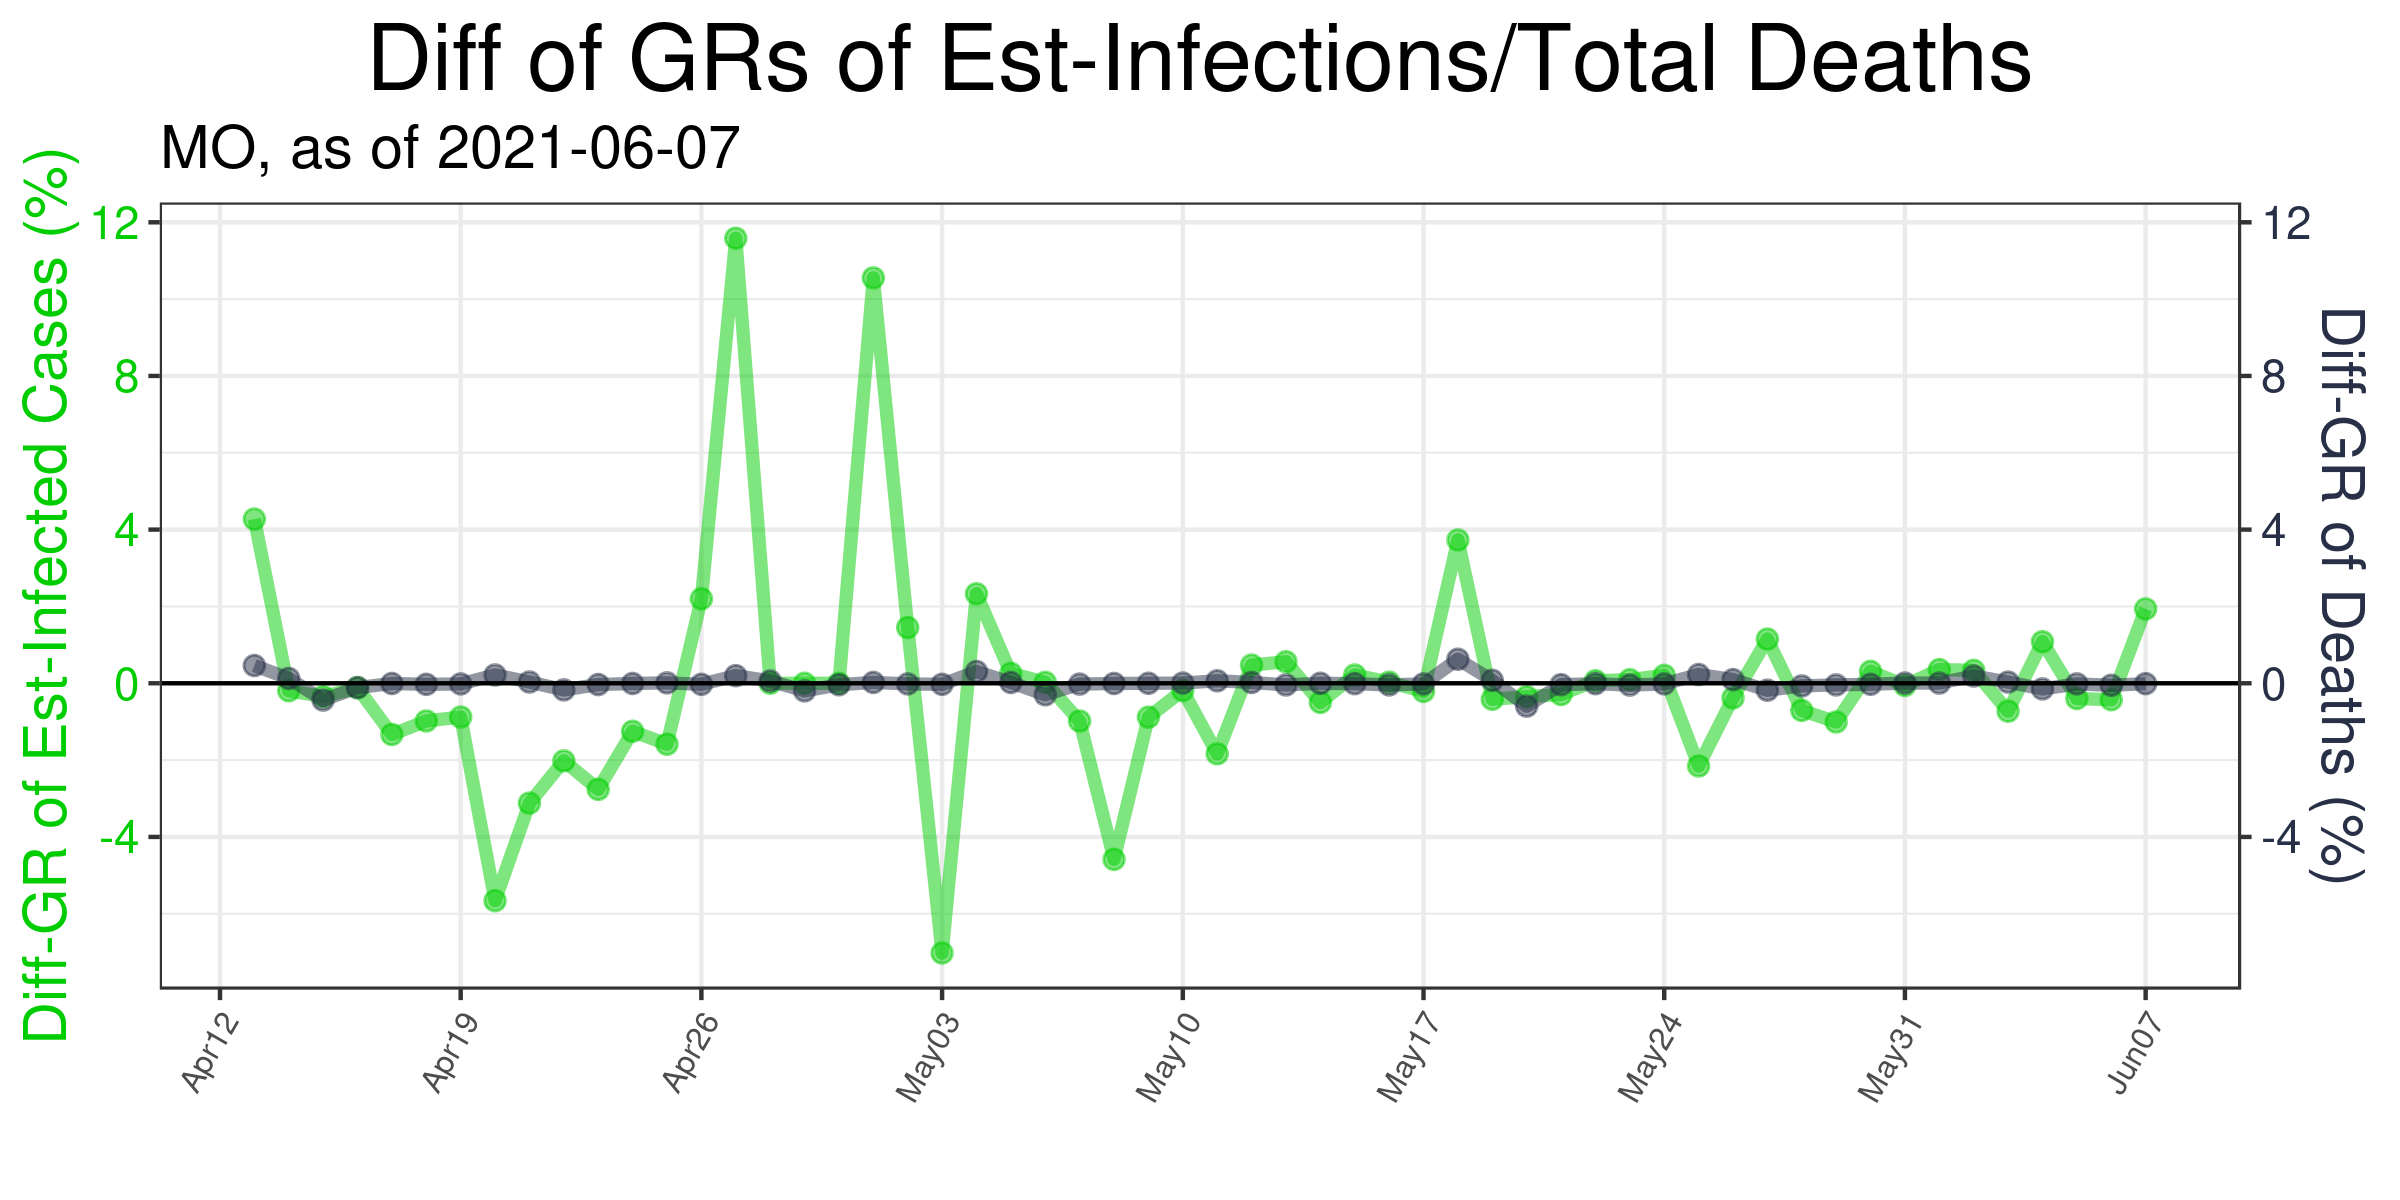 Diff of GRs of Est-Infections/Total Deaths
MO, as of 2021-06-07
Diff-GR of Est-Infected Cases (%)
12
8
4
0
-4
12
8
4
0
-4
Diff-GR of Deaths (%)
Apr12
Apr19
Apr26
May03
May10
May17
May24
May31
Jun07